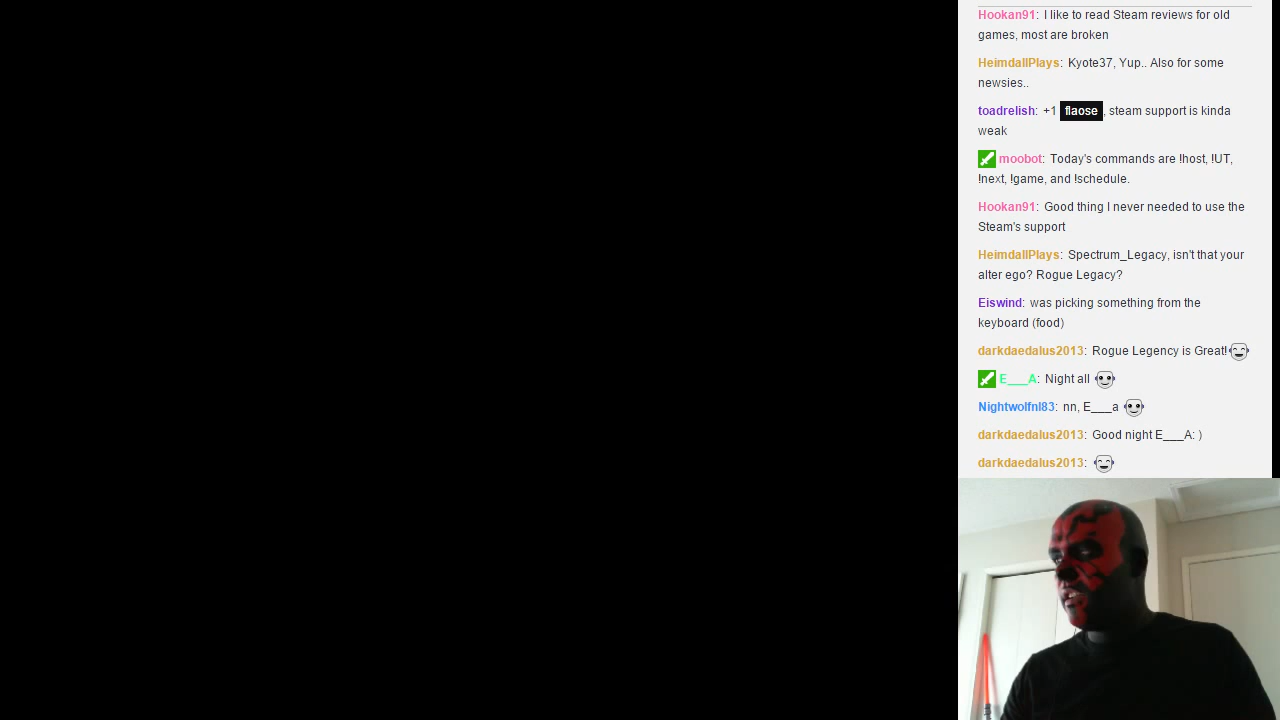 Hookan91: I like to read Steam reviews for old
games, most are broken
HeimdallPlays: Kyote37, Yup.. Also for some
newsies..
toadrelish: +1 flaose, steam support is kinda
weak
moobot: Today's commands are !host, !UT,
!next, !game, and !schedule.
Hookan91: Good thing I never needed to use the
Steam's support
HeimdallPlays: Spectrum_Legacy, isn't that your
alter ego? Rogue Legacy?
Eiswind: was picking something from the
keyboard (food)
darkdaedalus2013: Rogue Legency is Great!
E___A: Night all
Nightwolfnl83: nn, E___a
darkdaedalus2013: Good night E___A: )
darkdaedalus2013: